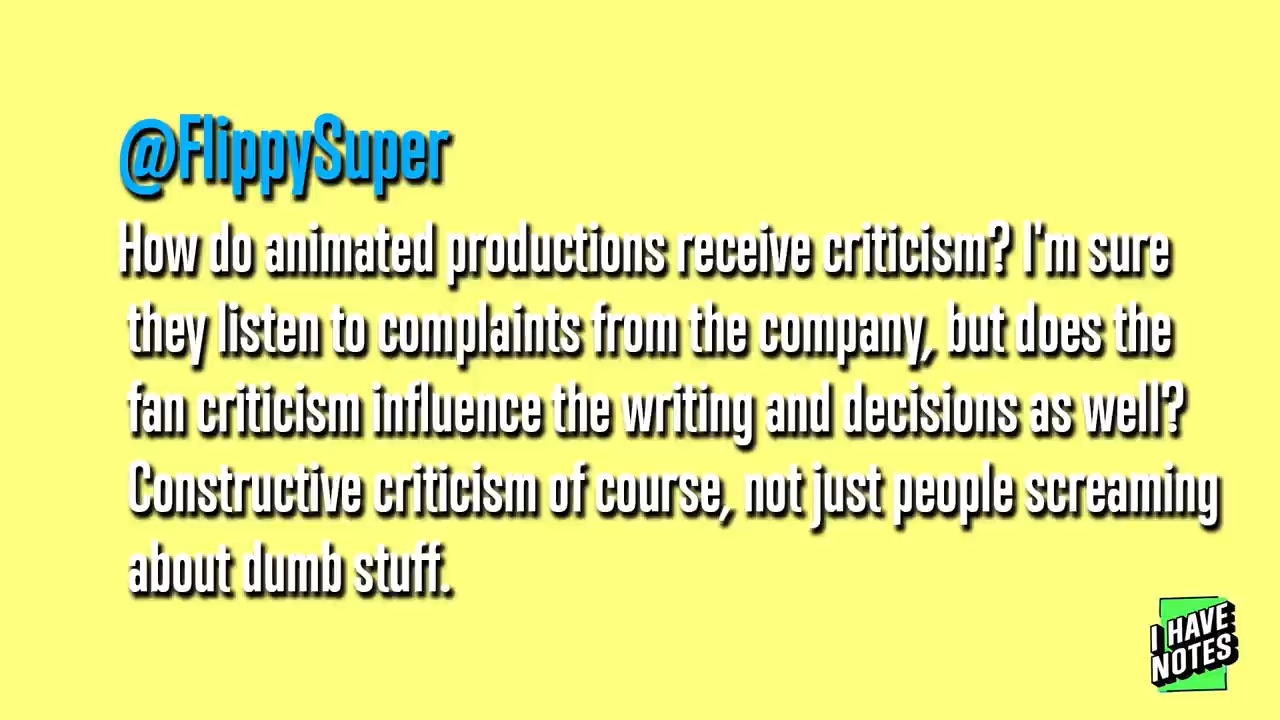 @FlippySuper
How do animated productions receive criticism? I'm sure
they listen to complaints from the company, but does the
fan criticism influence the writing and decisions as well?
Constructive criticism of course, not just people screaming
about dumb stuff.
I HAVE
NOTES